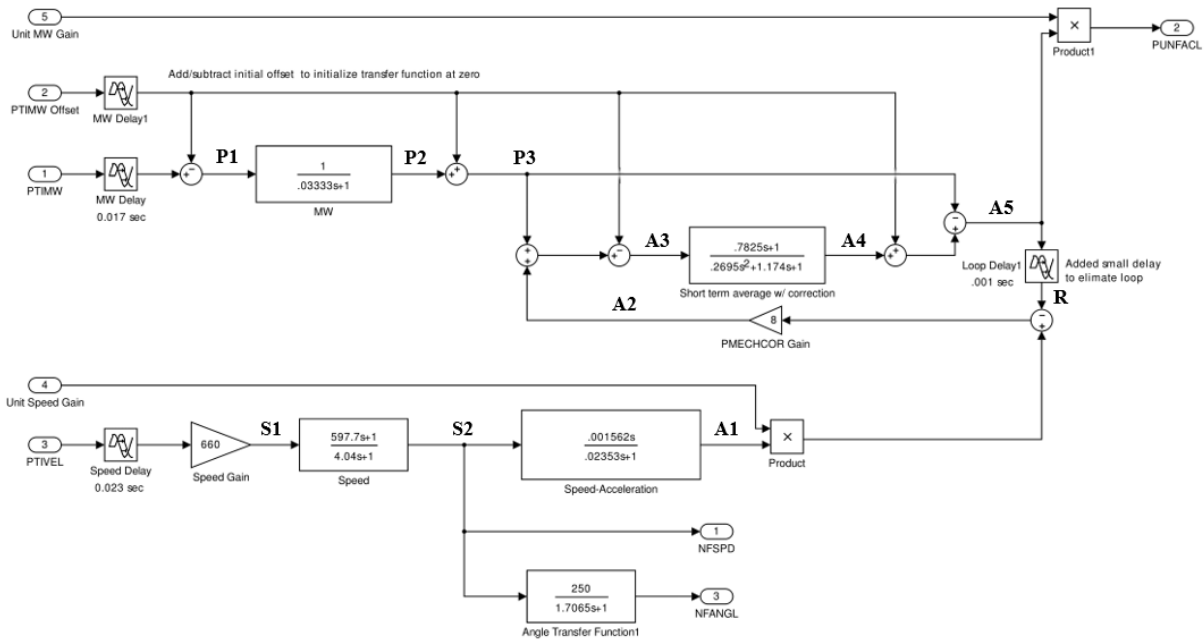 5
Unit MW Gain
×
Product1
2
PUNFACL
Add/subtract initial offset to initialize transfer function at zero
2
PTIMW Offset
MW Delay1
1
PTIMW
MW Delay
0.017 sec
+ −
P1
1
.03333s+1
MW
P2
+ +
P3
+
+
+ −
A3
.7825s+1
.2695s²+1.174s+1
Short term average w/ correction
A4
+ +
−
+
A5
Loop Delay1
.001 sec
Added small delay
to elimate loop
R
−
+
A2
8
PMECHCOR Gain
4
Unit Speed Gain
3
PTIVEL
Speed Delay
0.023 sec
660
Speed Gain
S1
597.7s+1
4.04s+1
Speed
S2
.001562s
.02353s+1
Speed-Acceleration
A1
×
Product
1
NFSPD
250
1.7065s+1
Angle Transfer Function1
3
NFANGL